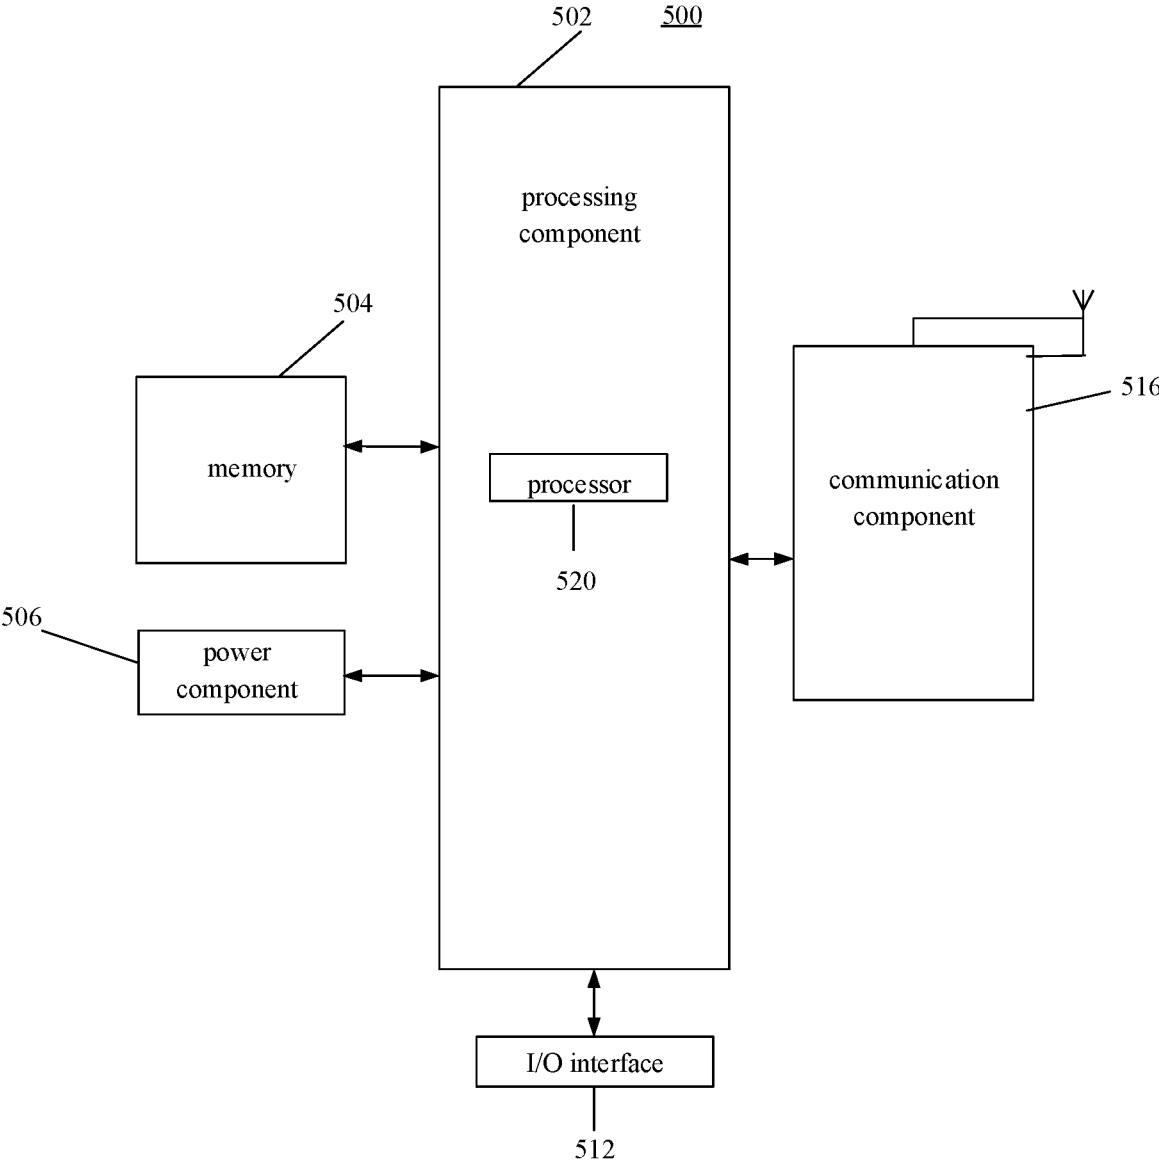 502
500
processing
component
504
516
memory
processor
communication
component
520
506
power
component
I/O interface
512